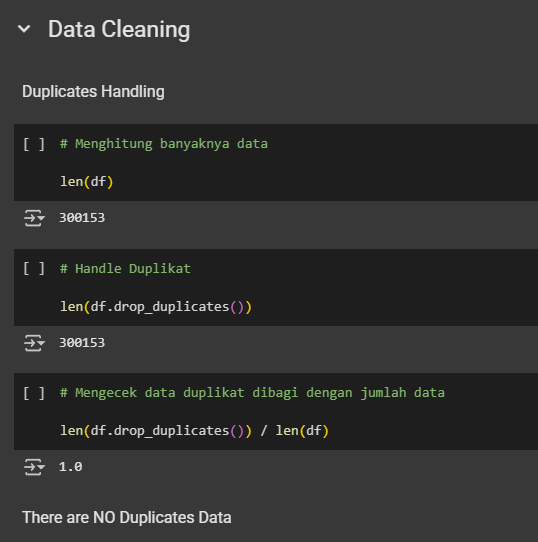 Data Cleaning
Duplicates Handling
[ ] # Menghitung banyaknya data
len(df)
300153
[ ] # Handle Duplikat
len(df.drop_duplicates())
300153
[ ] # Mengecek data duplikat dibagi dengan jumlah data
len(df.drop_duplicates()) / len(df)
1.0
There are NO Duplicates Data